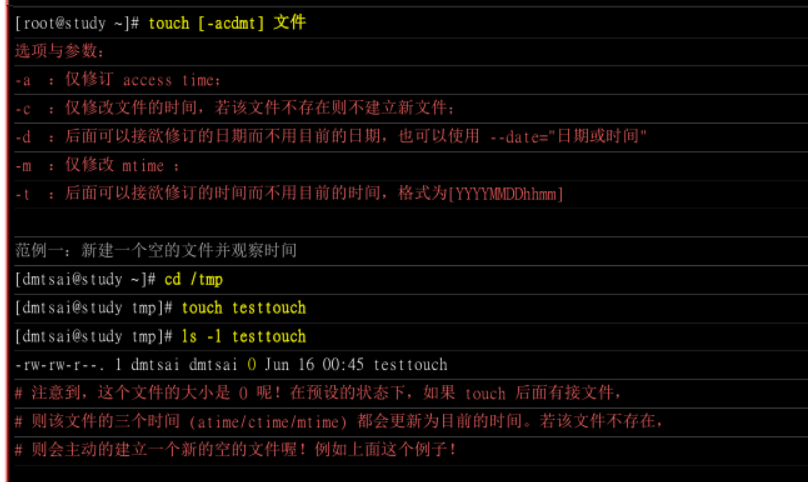 [root@study ~]# touch [-acdmt] 文件
选项与参数：
-a ：仅修订 access time；
-c ：仅修改文件的时间，若该文件不存在则不建立新文件；
-d ：后面可以接欲修订的日期而不用目前的日期，也可以使用 --date="日期或时间"
-m ：仅修改 mtime ；
-t ：后面可以接欲修订的时间而不用目前的时间，格式为[YYYYMMDDhhmm]
范例一：新建一个空的文件并观察时间
[dmtsai@study ~]# cd /tmp
[dmtsai@study tmp]# touch testtouch
[dmtsai@study tmp]# ls -l testtouch
-rw-rw-r--. 1 dmtsai dmtsai 0 Jun 16 00:45 testtouch
# 注意到，这个文件的大小是 0 呢！在预设的状态下，如果 touch 后面有接文件，
# 则该文件的三个时间 (atime/ctime/mtime) 都会更新为目前的时间。若该文件不存在，
# 则会主动的建立一个新的空的文件喔！例如上面这个例子！